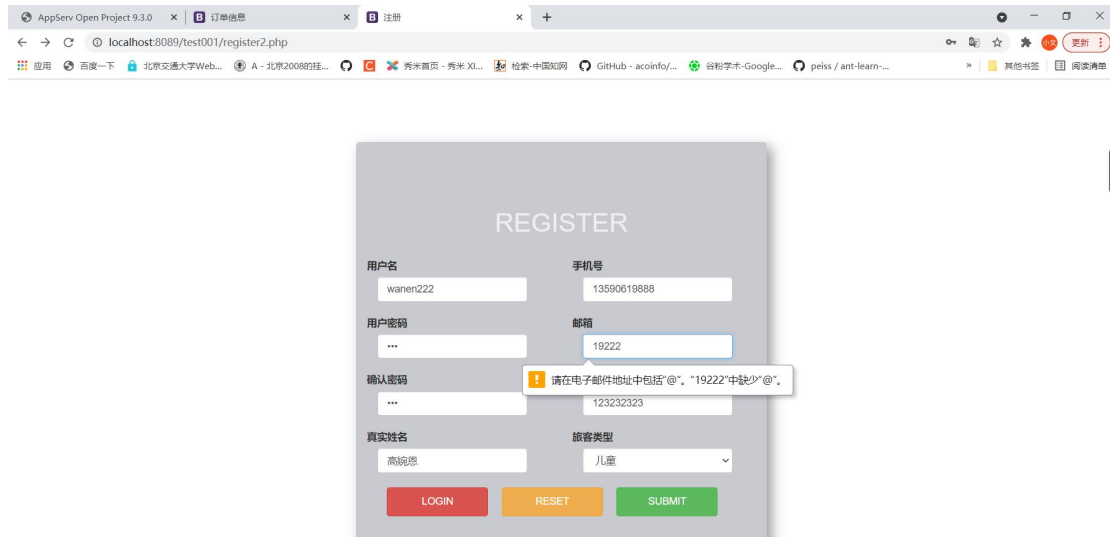 AppServ Open Project 9.3.0
订单信息
注册
localhost:8089/test001/register2.php
小文
更新
应用
百度一下
北京交通大学Web...
A - 北京2008的挂...
秀米首页 - 秀米 XI...
检索-中国知网
GitHub - acoinfo/...
谷粉学术-Google...
peiss / ant-learn-...
»
其他书签
阅读清单
REGISTER
用户名
手机号
wanen222
13590619888
用户密码
邮箱
•••
19222
请在电子邮件地址中包括“@”。“19222”中缺少“@”。
确认密码
•••
123232323
真实姓名
旅客类型
高婉恩
儿童
LOGIN
RESET
SUBMIT